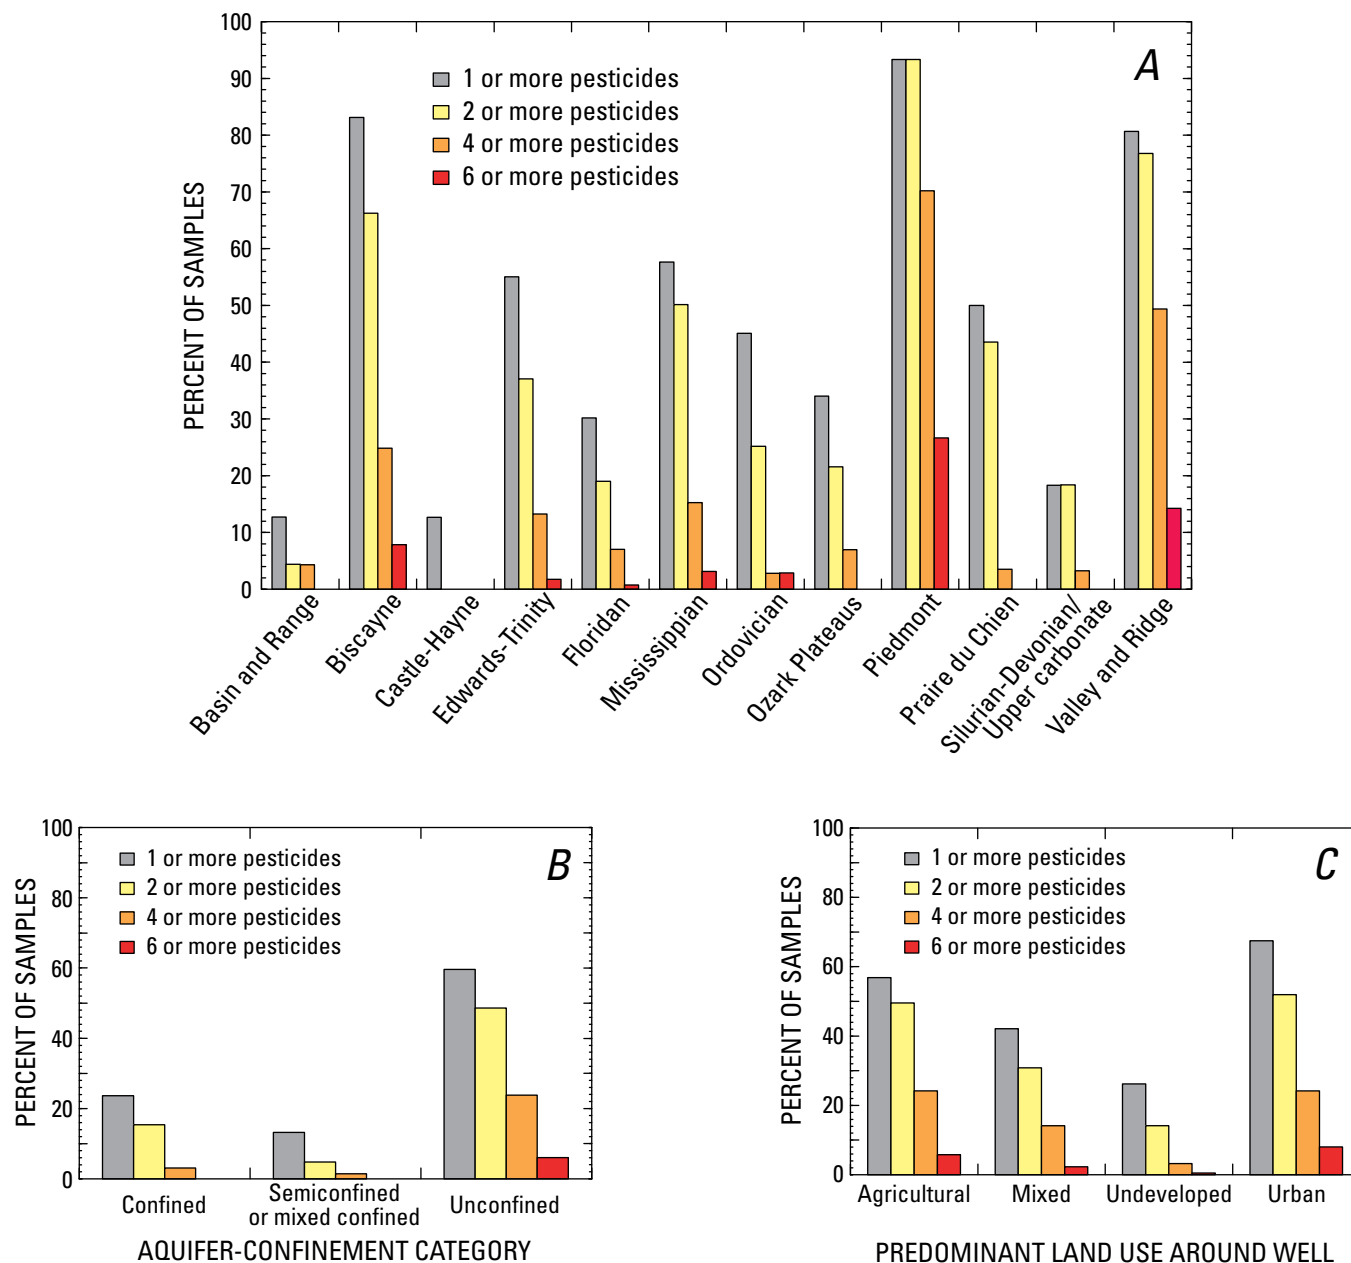 A
1 or more pesticides
2 or more pesticides
4 or more pesticides
6 or more pesticides
PERCENT OF SAMPLES
100
90
80
70
60
50
40
30
20
10
0
Basin and Range
Biscayne
Castle-Hayne
Edwards-Trinity
Floridan
Mississippian
Ordovician
Ozark Plateaus
Piedmont
Praire du Chien
Silurian-Devonian/
Upper carbonate
Valley and Ridge
B
1 or more pesticides
2 or more pesticides
4 or more pesticides
6 or more pesticides
PERCENT OF SAMPLES
100
80
60
40
20
0
Confined
Semiconfined
or mixed confined
Unconfined
AQUIFER-CONFINEMENT CATEGORY
C
1 or more pesticides
2 or more pesticides
4 or more pesticides
6 or more pesticides
PERCENT OF SAMPLES
100
80
60
40
20
0
Agricultural
Mixed
Undeveloped
Urban
PREDOMINANT LAND USE AROUND WELL